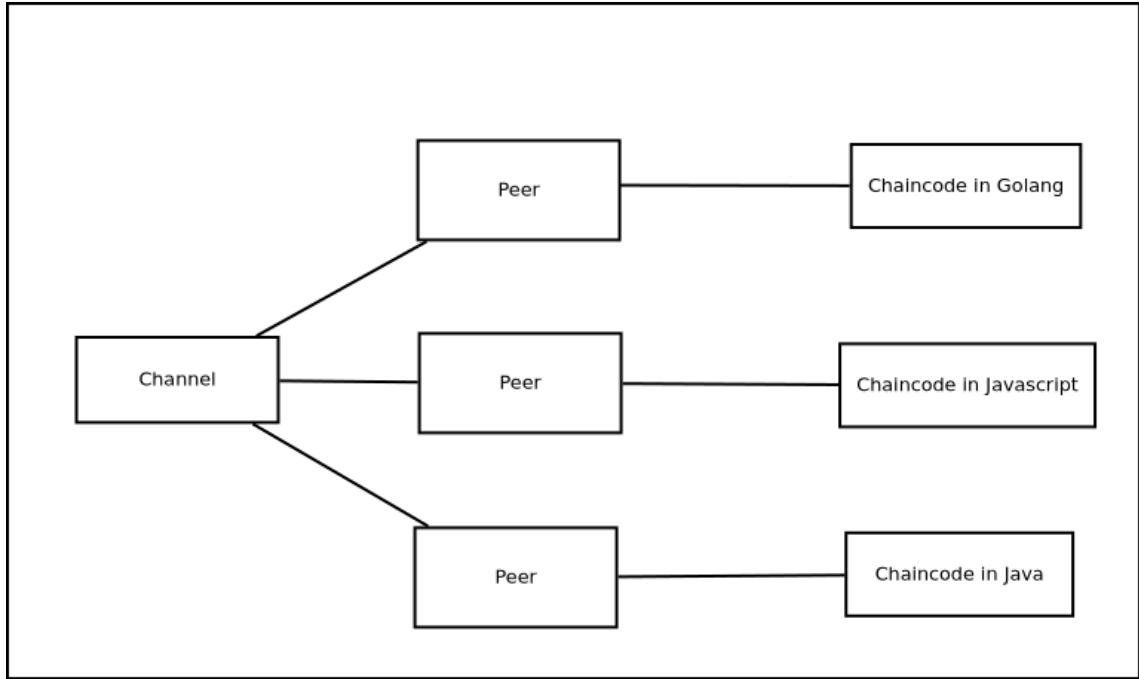 Peer
Chaincode in Golang
Channel
Peer
Chaincode in Javascript
Peer
Chaincode in Java